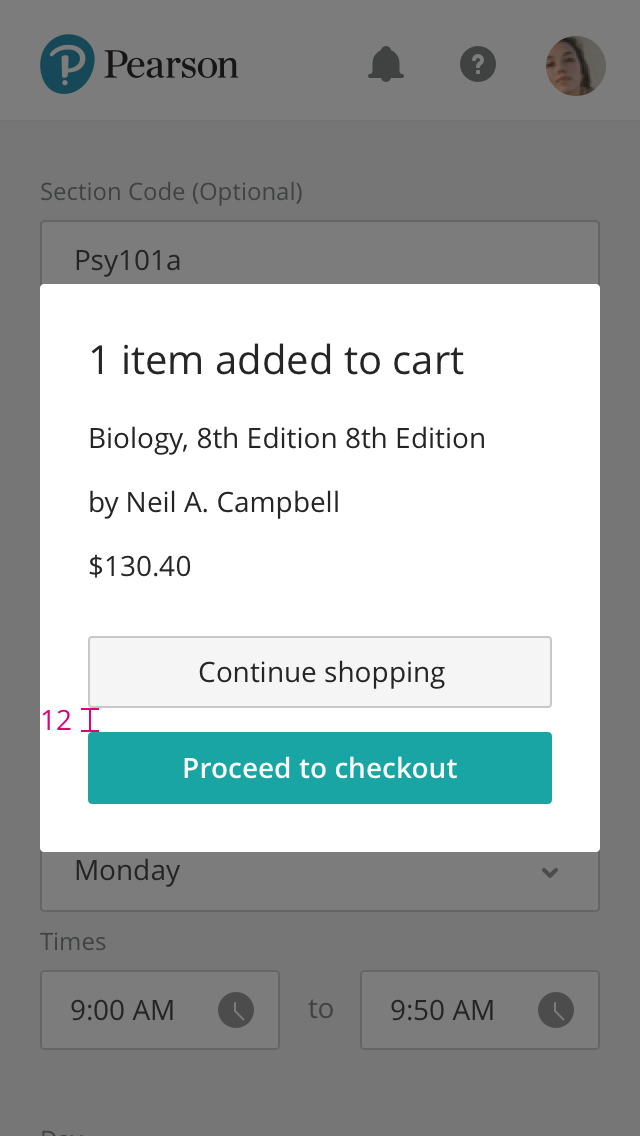 Pearson
Section Code (Optional)
Psy101a
1 item added to cart
Biology, 8th Edition 8th Edition
by Neil A. Campbell
$130.40
Continue shopping
12
Proceed to checkout
Monday
Times
9:00 AM to 9:50 AM